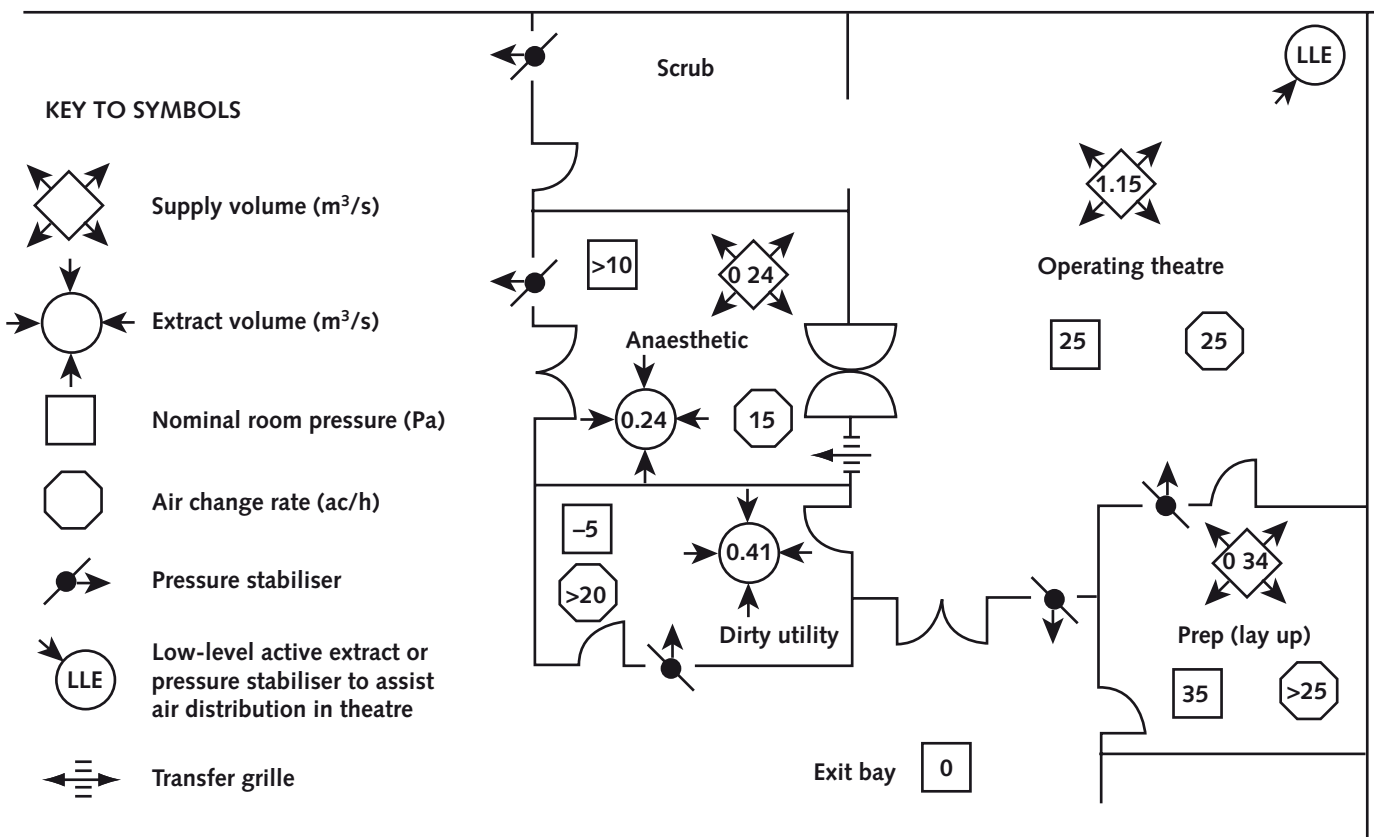 KEY TO SYMBOLS
Supply volume (m³/s)
Extract volume (m³/s)
Nominal room pressure (Pa)
Air change rate (ac/h)
Pressure stabiliser
LLE
Low-level active extract or
pressure stabiliser to assist
air distribution in theatre
Transfer grille
Scrub
LLE
1.15
Operating theatre
25
25
>10
0 24
Anaesthetic
0.24
15
–5
0.41
>20
Dirty utility
0 34
Prep (lay up)
35
>25
Exit bay
0